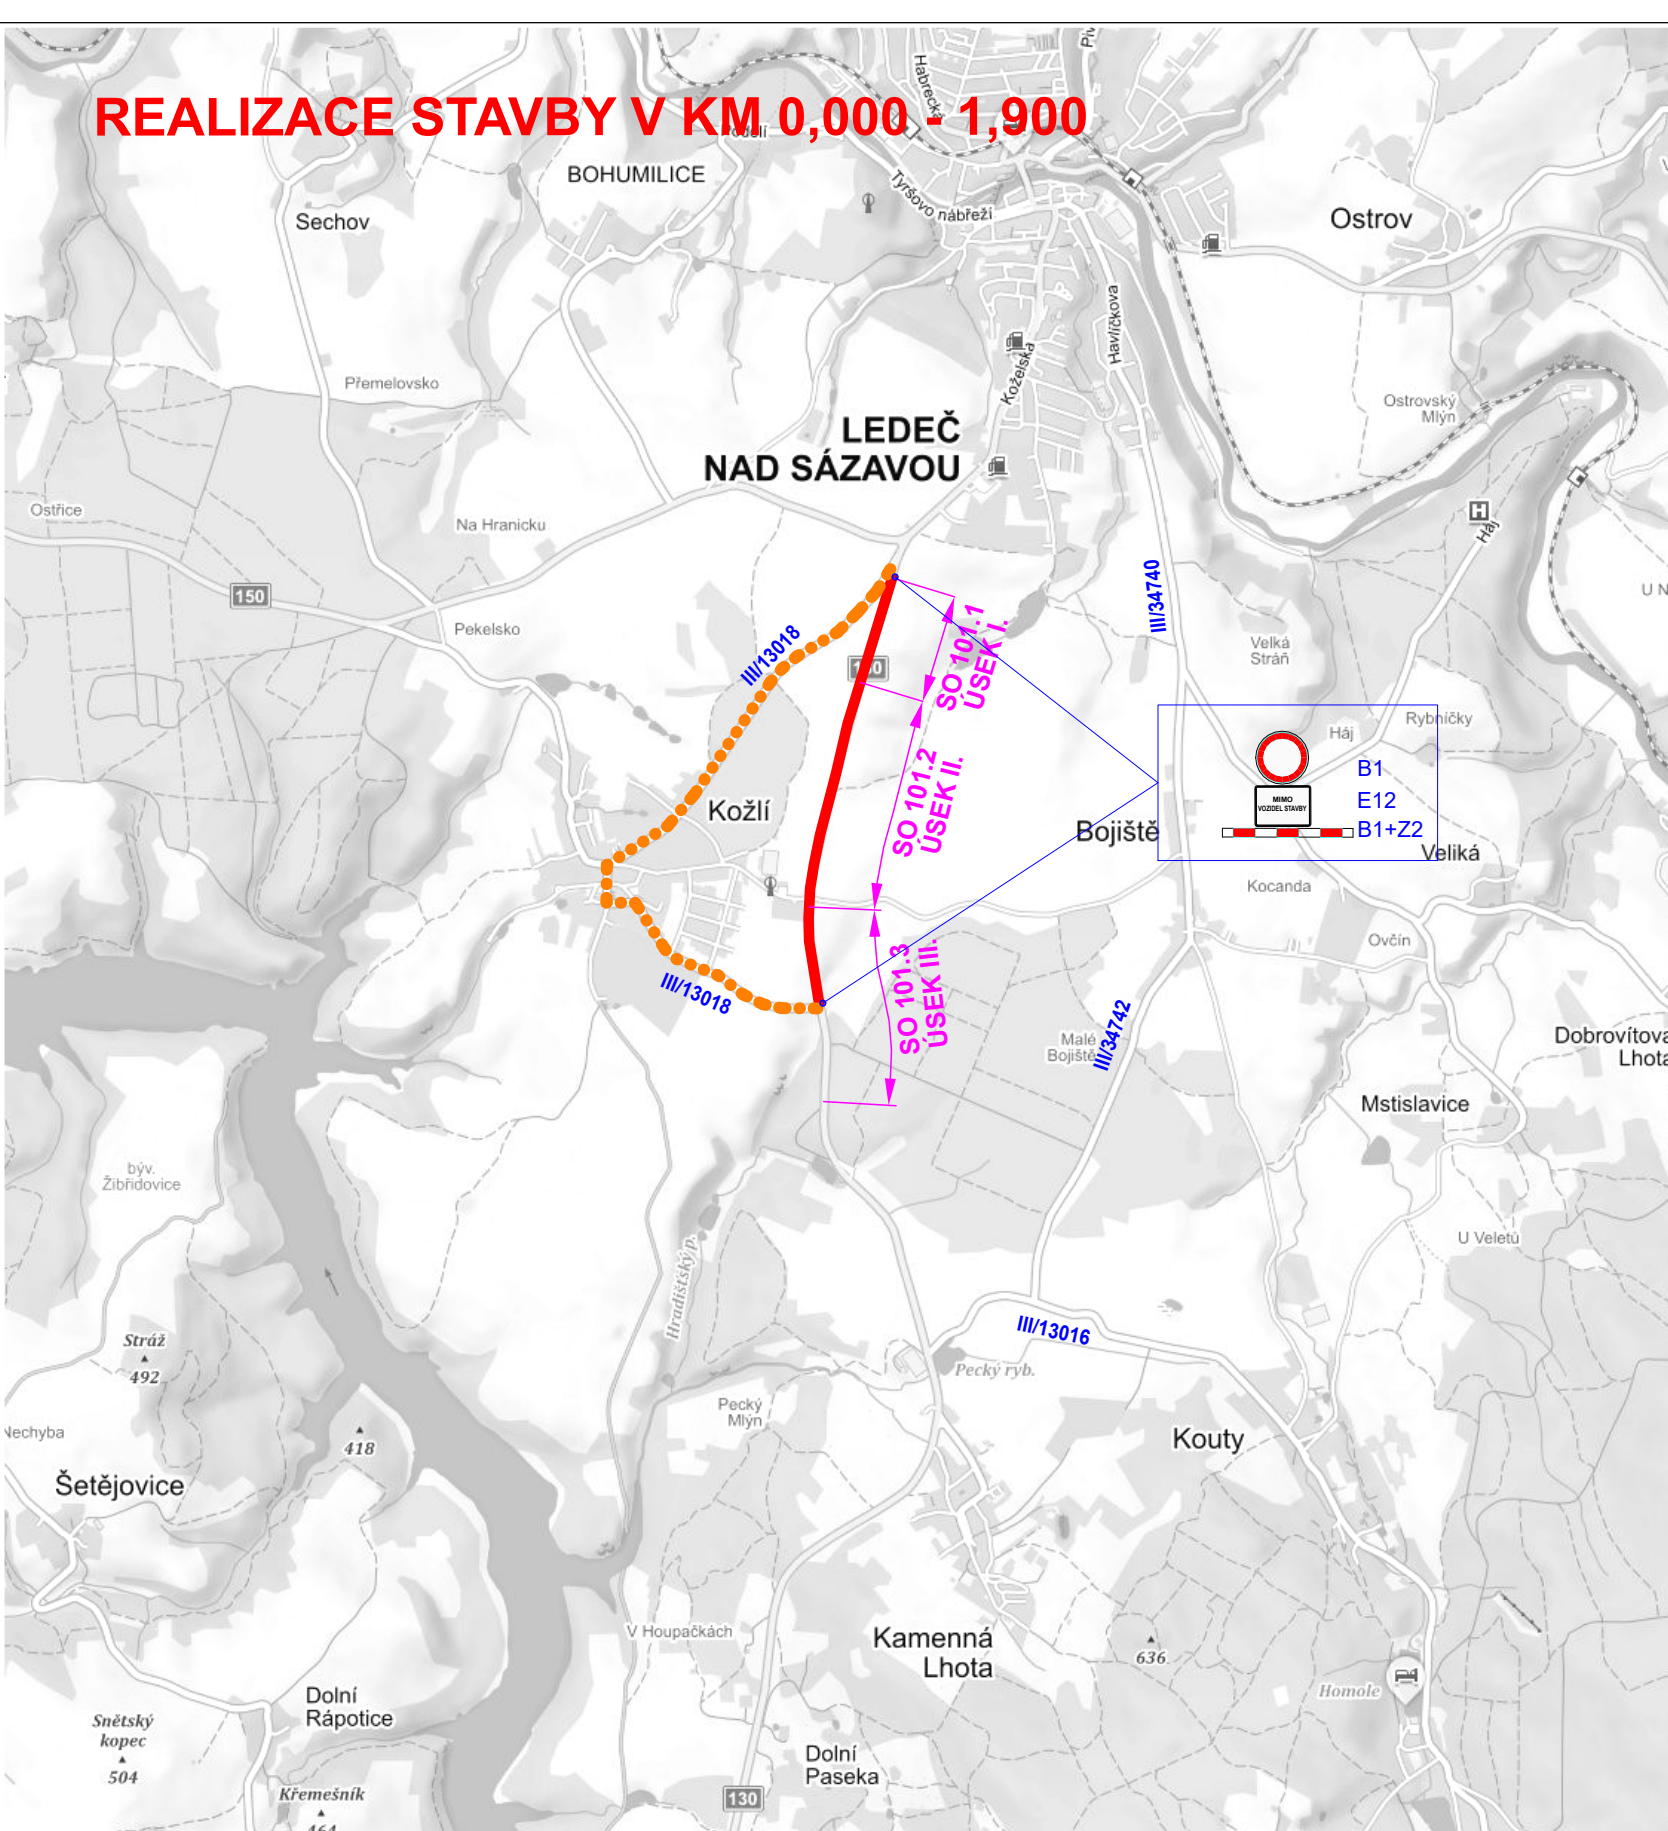 REALIZACE STAVBY V KM 0,000 - 1,900
Habrecká
BOHUMILICE
Tyršovo nábřeží
Sechov
Ostrov
Havlíčkova
Koželská
Přemelovsko
Ostrovský
Mlýn
LEDEČ
NAD SÁZAVOU
Ostřice
Na Hranicku
H
Háj
150
III/34740
U N
Pekelsko
III/13018
SO 101.1
ÚSEK I.
Velká
Stráň
Rybníčky
Háj
B1
SO 101.2
ÚSEK II.
MIMO
VOZIDEL STAVBY
E12
Kožlí
Bojiště
B1+Z2
Veliká
Kocanda
Ovčín
SO 101.3
ÚSEK III.
III/13018
III/34742
Malé
Bojiště
Dobrovítova
Lhota
Mstislavice
býv.
Žibřidovice
U Veletů
Hradišťský p.
III/13016
Stráž
492
Pecký ryb.
Pecký
Mlýn
Nechyba
418
Kouty
Šetějovice
V Houpačkách
Kamenná
Lhota
636
Homole
Dolní
Rápotice
Snětský
kopec
504
Dolní
Paseka
Křemešník
464
130